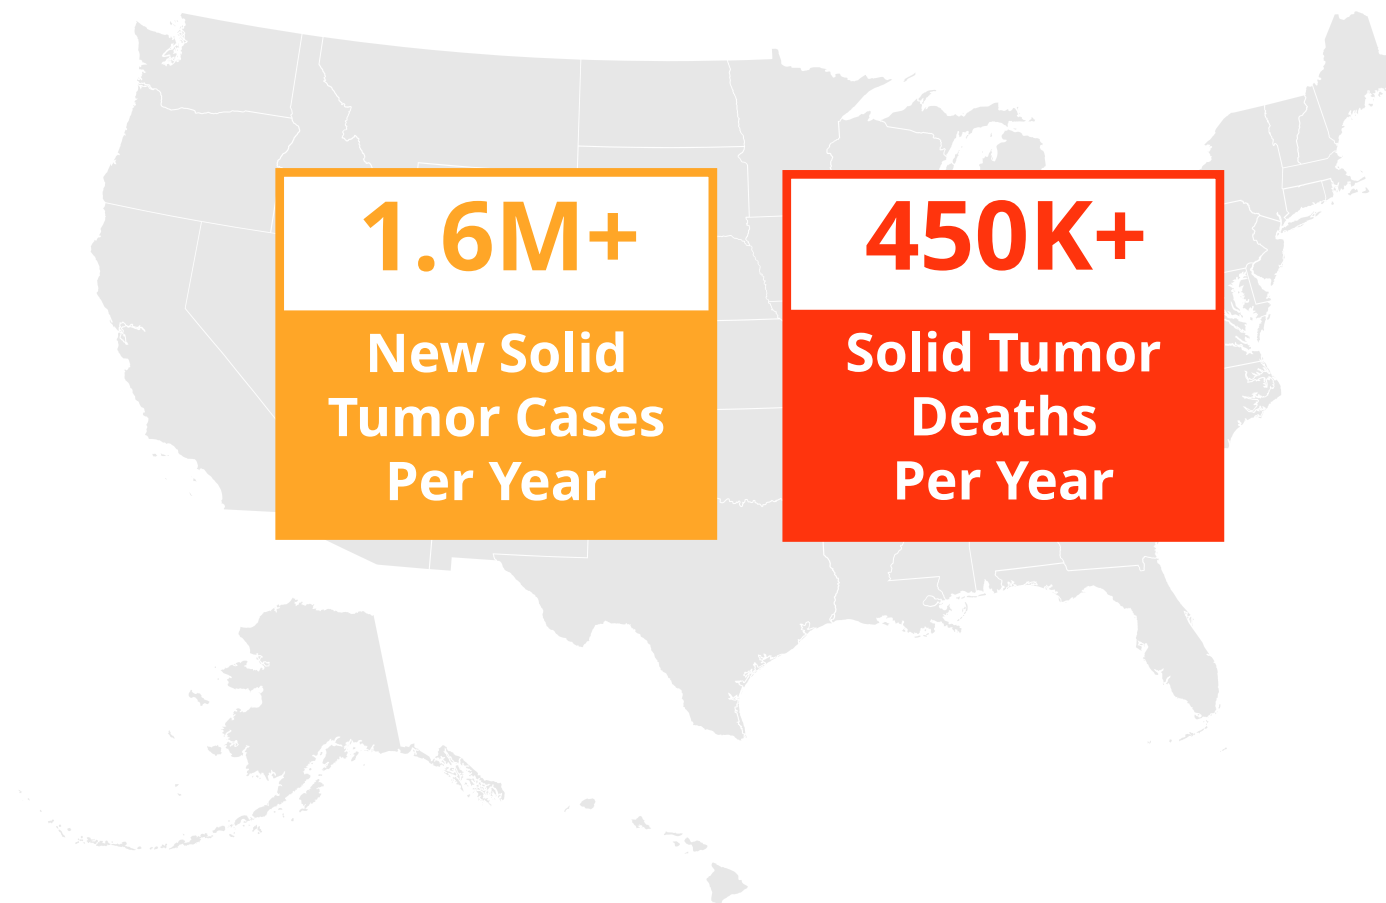 1.6M+
New Solid
Tumor Cases
Per Year
450K+
Solid Tumor
Deaths
Per Year